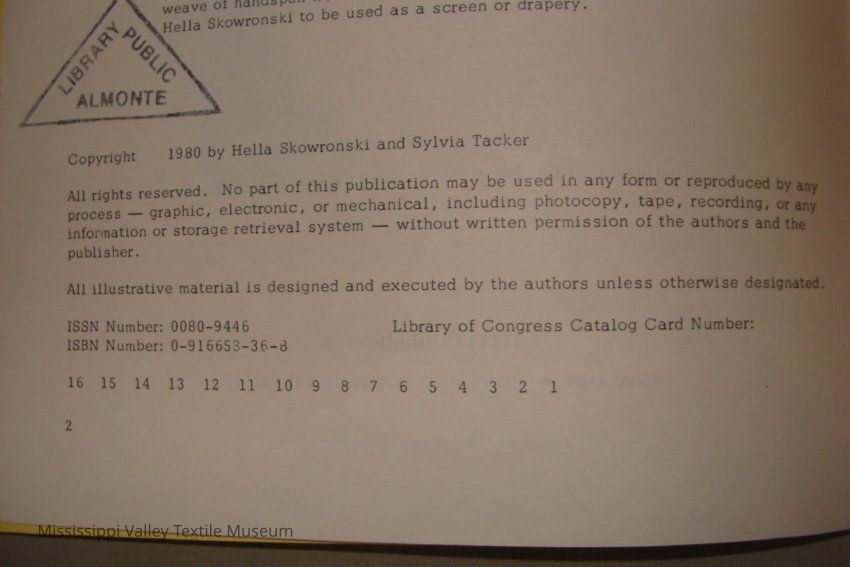 weave of handspun
Hella Skowronski to be used as a screen or drapery.
LIBRARY
PUBLIC
ALMONTE
Copyright 1980 by Hella Skowronski and Sylvia Tacker
All rights reserved. No part of this publication may be used in any form or reproduced by any
process — graphic, electronic, or mechanical, including photocopy, tape, recording, or any
information or storage retrieval system — without written permission of the authors and the
publisher.
All illustrative material is designed and executed by the authors unless otherwise designated.
ISSN Number: 0080-9446
Library of Congress Catalog Card Number:
ISBN Number: 0-916653-36-8
16 15 14 13 12 11 10 9 8 7 6 5 4 3 2 1
2
Mississippi Valley Textile Museum